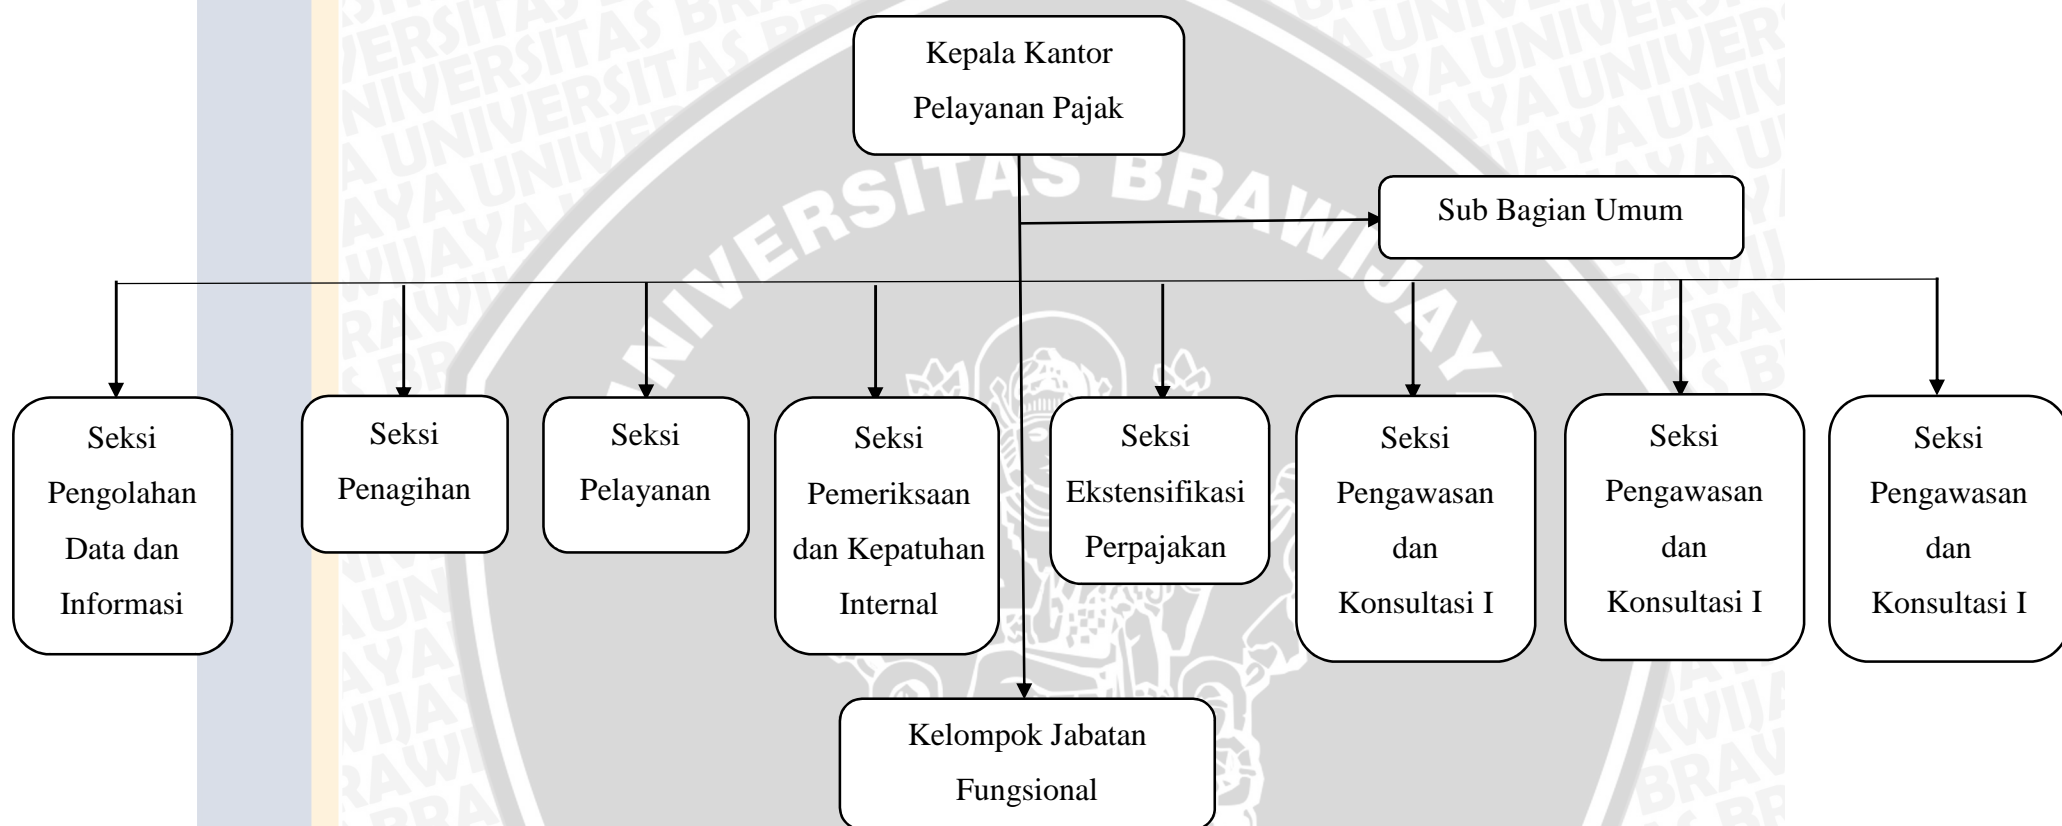 Kepala Kantor
Pelayanan Pajak
UNIVERSITAS BRAWIJAY
Sub Bagian Umum
Seksi
Pengolahan
Data dan
Informasi
Seksi
Penagihan
Seksi
Pelayanan
Seksi
Pemeriksaan
dan Kepatuhan
Internal
Seksi
Ekstensifikasi
Perpajakan
Seksi
Pengawasan
dan
Konsultasi I
Seksi
Pengawasan
dan
Konsultasi I
Seksi
Pengawasan
dan
Konsultasi I
Kelompok Jabatan
Fungsional